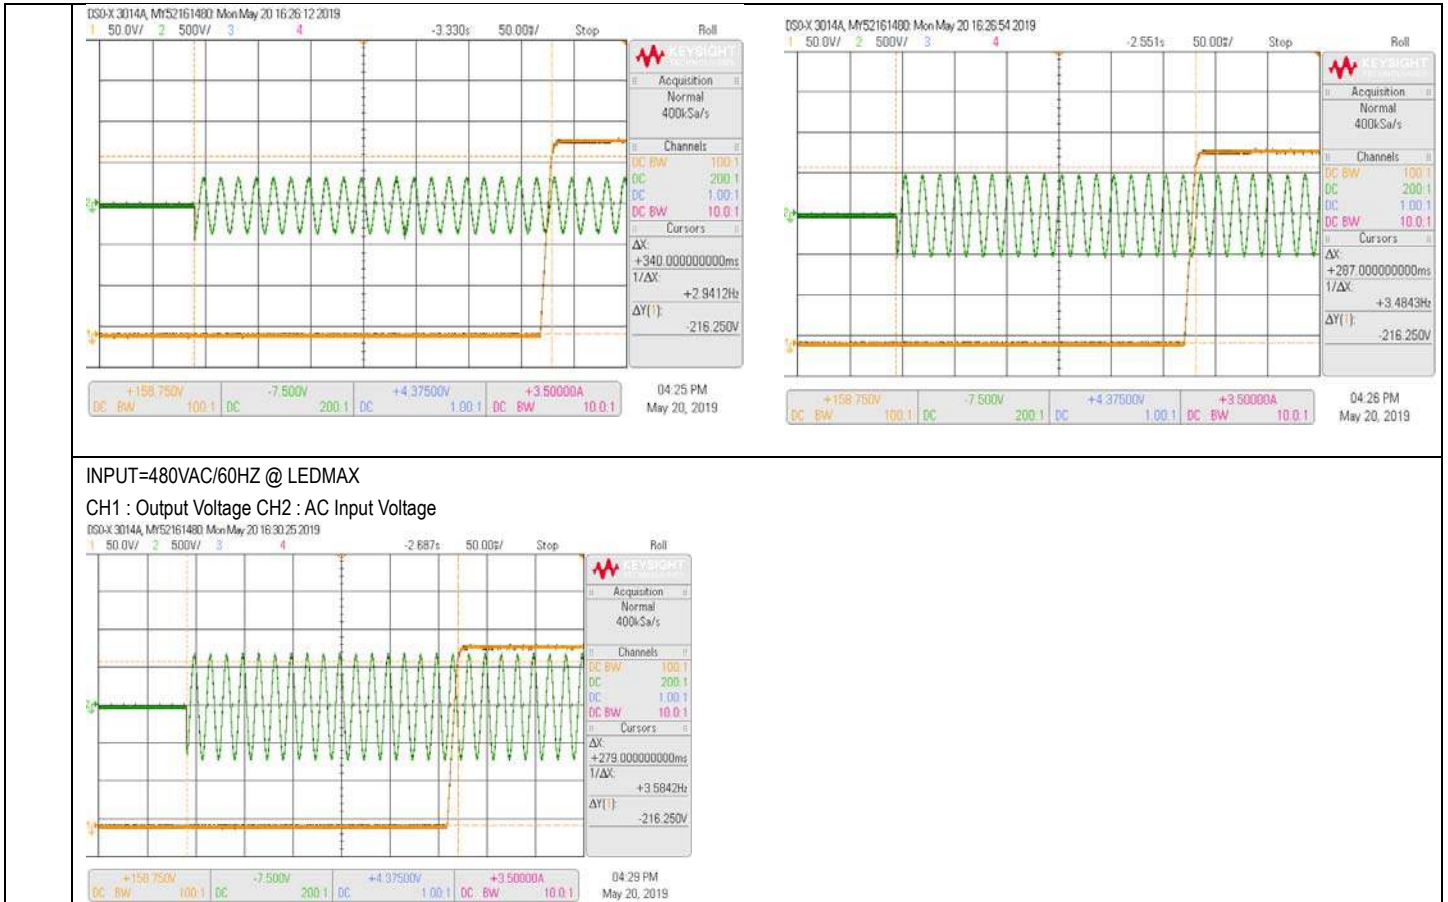 DSO-X 3014A, MY52161480: Mon May 20 16:26:12 2019
1 50.0V/ 2 500V/ 3 4 -3.330s 50.00%/ Stop Roll
KEYSIGHT
TECHNOLOGIES
Acquisition
Normal
400kSa/s
Channels
DC BW 100:1
DC 200:1
DC 1.00:1
DC BW 10.0:1
Cursors
ΔX:
+340.000000000ms
1/ΔX:
+2.9412Hz
ΔY(1):
-216.250V
+158.750V -7.500V +4.37500V +3.50000A
DC BW 100:1 DC 200:1 DC 1.00:1 DC BW 10.0:1
04:25 PM
May 20, 2019
DSO-X 3014A, MY52161480: Mon May 20 16:26:54 2019
1 50.0V/ 2 500V/ 3 4 -2.551s 50.00%/ Stop Roll
KEYSIGHT
TECHNOLOGIES
Acquisition
Normal
400kSa/s
Channels
DC BW 100:1
DC 200:1
DC 1.00:1
DC BW 10.0:1
Cursors
ΔX:
+287.000000000ms
1/ΔX:
+3.4843Hz
ΔY(1):
-216.250V
+158.750V -7.500V +4.37500V +3.50000A
DC BW 100:1 DC 200:1 DC 1.00:1 DC BW 10.0:1
04:26 PM
May 20, 2019
INPUT=480VAC/60HZ @ LEDMAX
CH1 : Output Voltage CH2 : AC Input Voltage
DSO-X 3014A, MY52161480: Mon May 20 16:30:25 2019
1 50.0V/ 2 500V/ 3 4 -2.687s 50.00%/ Stop Roll
KEYSIGHT
TECHNOLOGIES
Acquisition
Normal
400kSa/s
Channels
DC BW 100:1
DC 200:1
DC 1.00:1
DC BW 10.0:1
Cursors
ΔX:
+279.000000000ms
1/ΔX:
+3.5842Hz
ΔY(1):
-216.250V
+158.750V -7.500V +4.37500V +3.50000A
DC BW 100:1 DC 200:1 DC 1.00:1 DC BW 10.0:1
04:29 PM
May 20, 2019